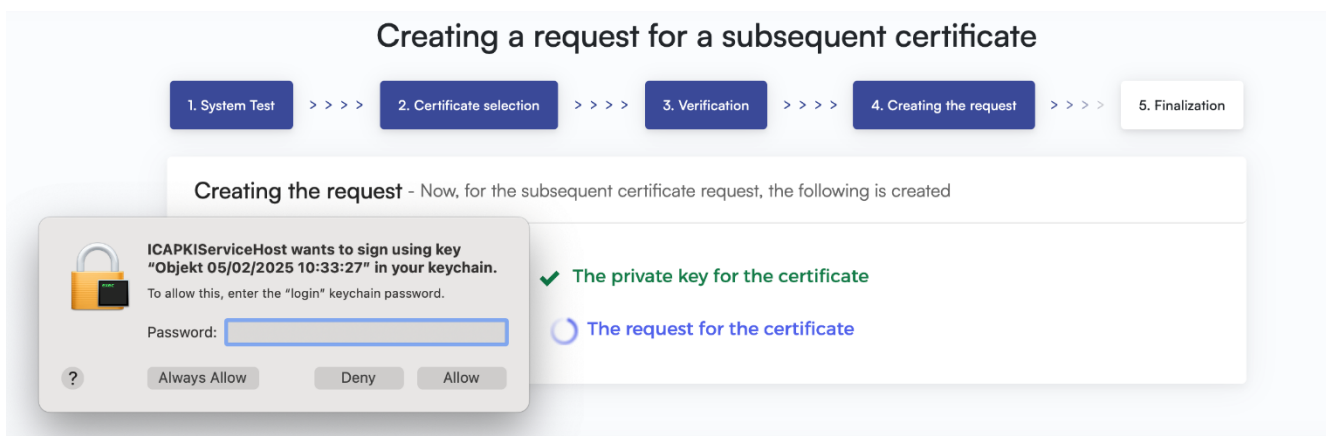 Creating a request for a subsequent certificate
1. System Test > > > > 2. Certificate selection > > > > 3. Verification > > > > 4. Creating the request > > > > 5. Finalization
Creating the request - Now, for the subsequent certificate request, the following is created
ICAPKIServiceHost wants to sign using key
"Objekt 05/02/2025 10:33:27" in your keychain.
To allow this, enter the "login" keychain password.
Password:
? Always Allow Deny Allow
The private key for the certificate
The request for the certificate